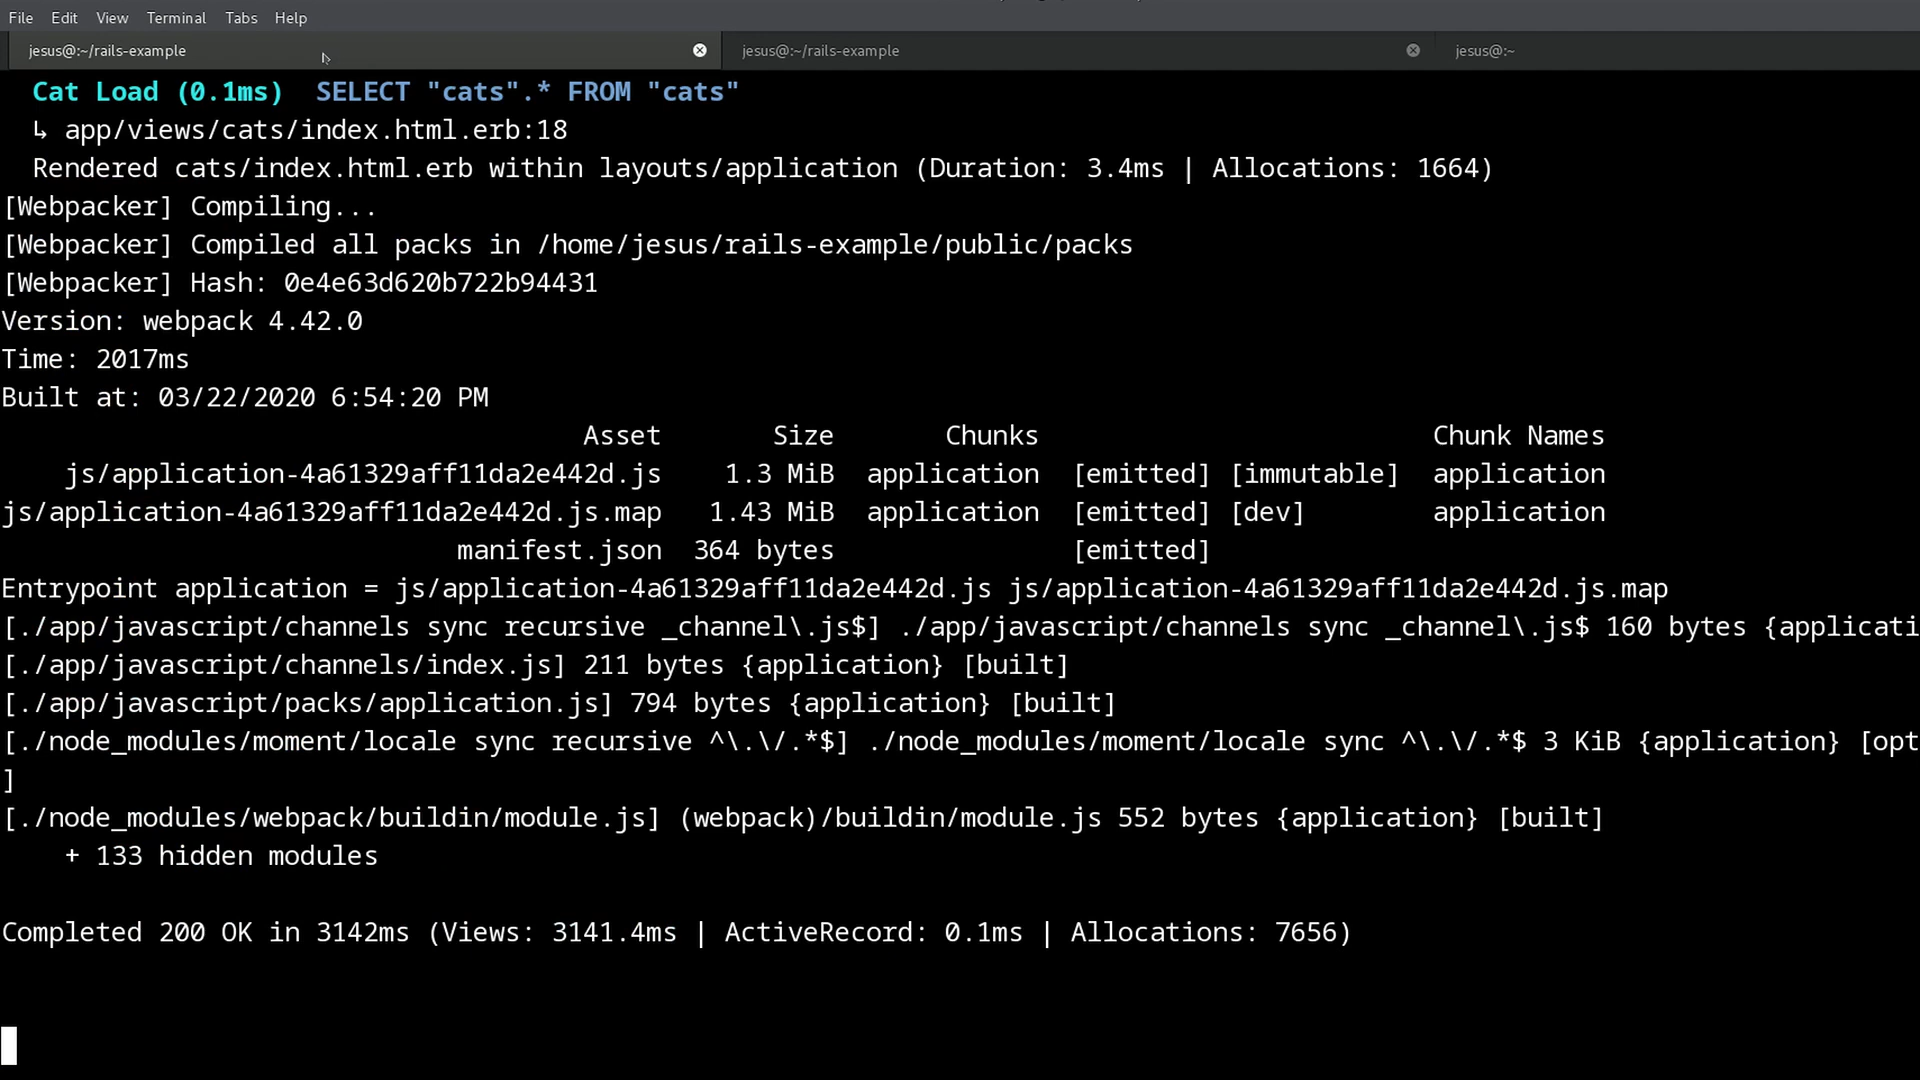 File Edit View Terminal Tabs Help
jesus@:~/rails-example jesus@:~/rails-example jesus@:~
Cat Load (0.1ms) SELECT "cats".* FROM "cats"
↳ app/views/cats/index.html.erb:18
Rendered cats/index.html.erb within layouts/application (Duration: 3.4ms | Allocations: 1664)
[Webpacker] Compiling...
[Webpacker] Compiled all packs in /home/jesus/rails-example/public/packs
[Webpacker] Hash: 0e4e63d620b722b94431
Version: webpack 4.42.0
Time: 2017ms
Built at: 03/22/2020 6:54:20 PM
Asset Size Chunks Chunk Names
js/application-4a61329aff11da2e442d.js 1.3 MiB application [emitted] [immutable] application
js/application-4a61329aff11da2e442d.js.map 1.43 MiB application [emitted] [dev] application
manifest.json 364 bytes [emitted]
Entrypoint application = js/application-4a61329aff11da2e442d.js js/application-4a61329aff11da2e442d.js.map
[./app/javascript/channels sync recursive _channel\.js$] ./app/javascript/channels sync _channel\.js$ 160 bytes {applicati
[./app/javascript/channels/index.js] 211 bytes {application} [built]
[./app/javascript/packs/application.js] 794 bytes {application} [built]
[./node_modules/moment/locale sync recursive ^\.\/.*$] ./node_modules/moment/locale sync ^\.\/.*$ 3 KiB {application} [opt
]
[./node_modules/webpack/buildin/module.js] (webpack)/buildin/module.js 552 bytes {application} [built]
+ 133 hidden modules
Completed 200 OK in 3142ms (Views: 3141.4ms | ActiveRecord: 0.1ms | Allocations: 7656)